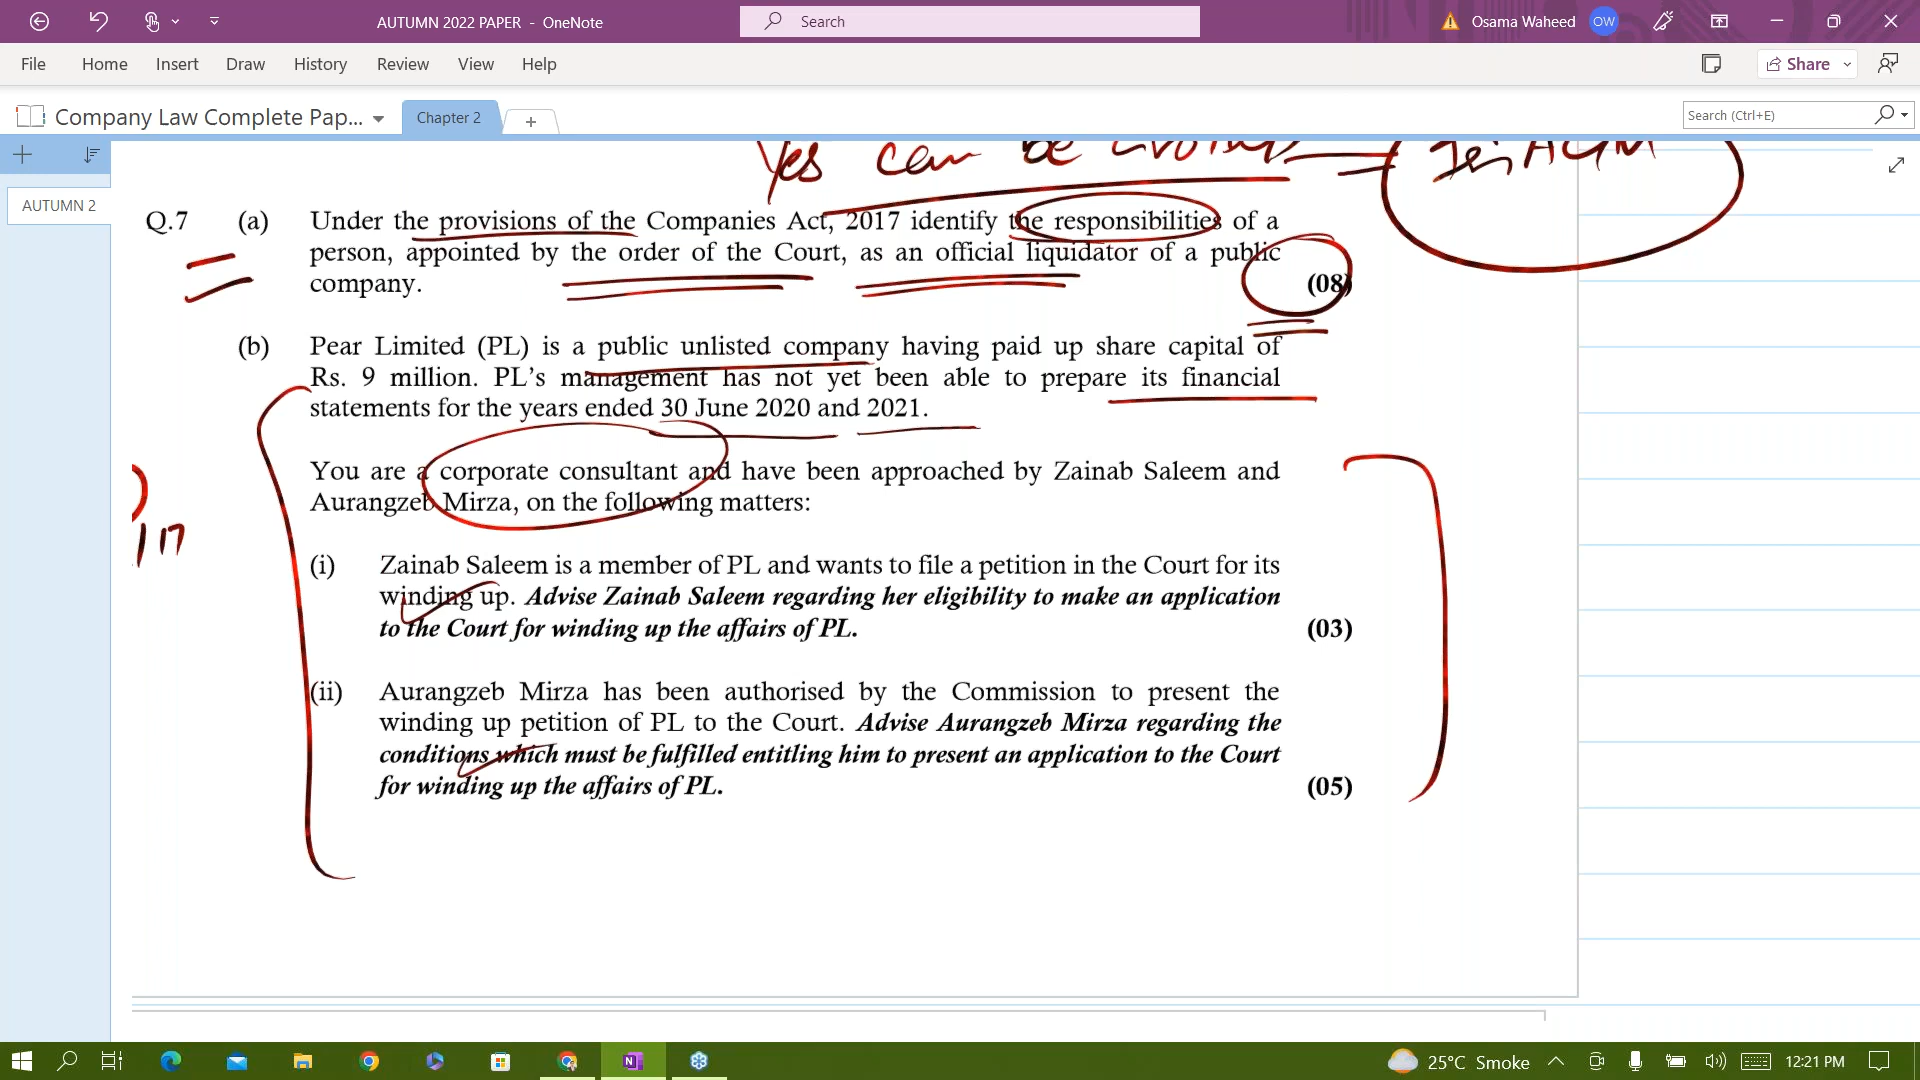 AUTUMN 2022 PAPER - OneNote
Search
Osama Waheed
OW
File Home Insert Draw History Review View Help
Share
Company Law Complete Pap...
Chapter 2
Search (Ctrl+E)
AUTUMN 2
Yes can be
AGM
Q.7 (a) Under the provisions of the Companies Act, 2017 identify the responsibilities of a
person, appointed by the order of the Court, as an official liquidator of a public
company. (08)
(b) Pear Limited (PL) is a public unlisted company having paid up share capital of
Rs. 9 million. PL's management has not yet been able to prepare its financial
statements for the years ended 30 June 2020 and 2021.
You are a corporate consultant and have been approached by Zainab Saleem and
Aurangzeb Mirza, on the following matters:
(i) Zainab Saleem is a member of PL and wants to file a petition in the Court for its
winding up. Advise Zainab Saleem regarding her eligibility to make an application
to the Court for winding up the affairs of PL. (03)
(ii) Aurangzeb Mirza has been authorised by the Commission to present the
winding up petition of PL to the Court. Advise Aurangzeb Mirza regarding the
conditions which must be fulfilled entitling him to present an application to the Court
for winding up the affairs of PL. (05)
25°C Smoke
12:21 PM